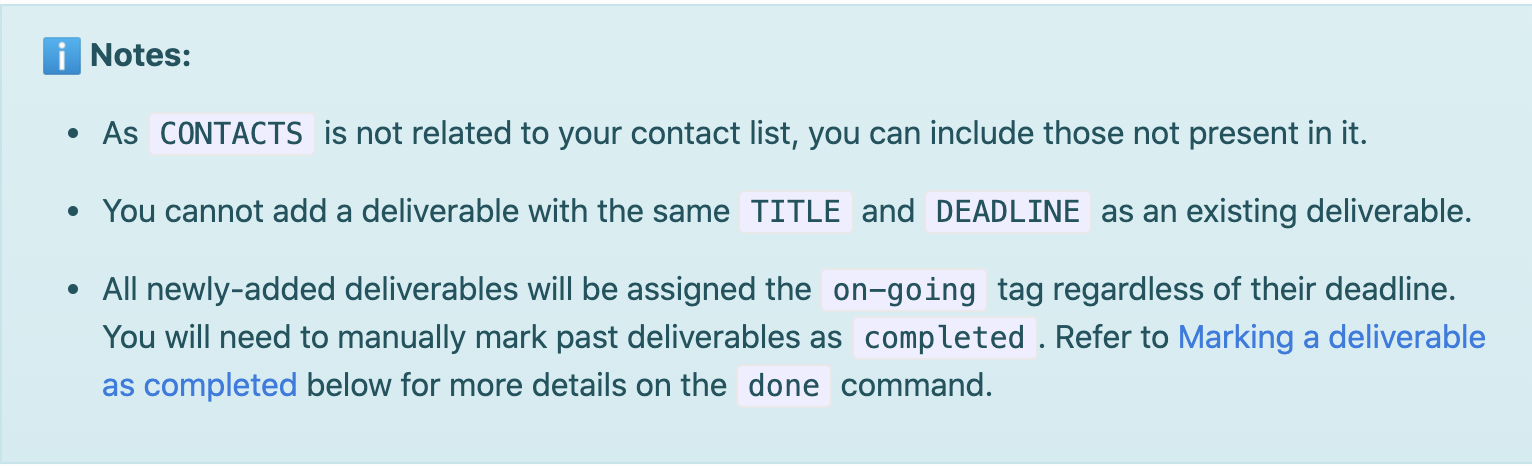 ℹ️ Notes:
• As CONTACTS is not related to your contact list, you can include those not present in it.
• You cannot add a deliverable with the same TITLE and DEADLINE as an existing deliverable.
• All newly-added deliverables will be assigned the on-going tag regardless of their deadline.
You will need to manually mark past deliverables as completed. Refer to Marking a deliverable
as completed below for more details on the done command.